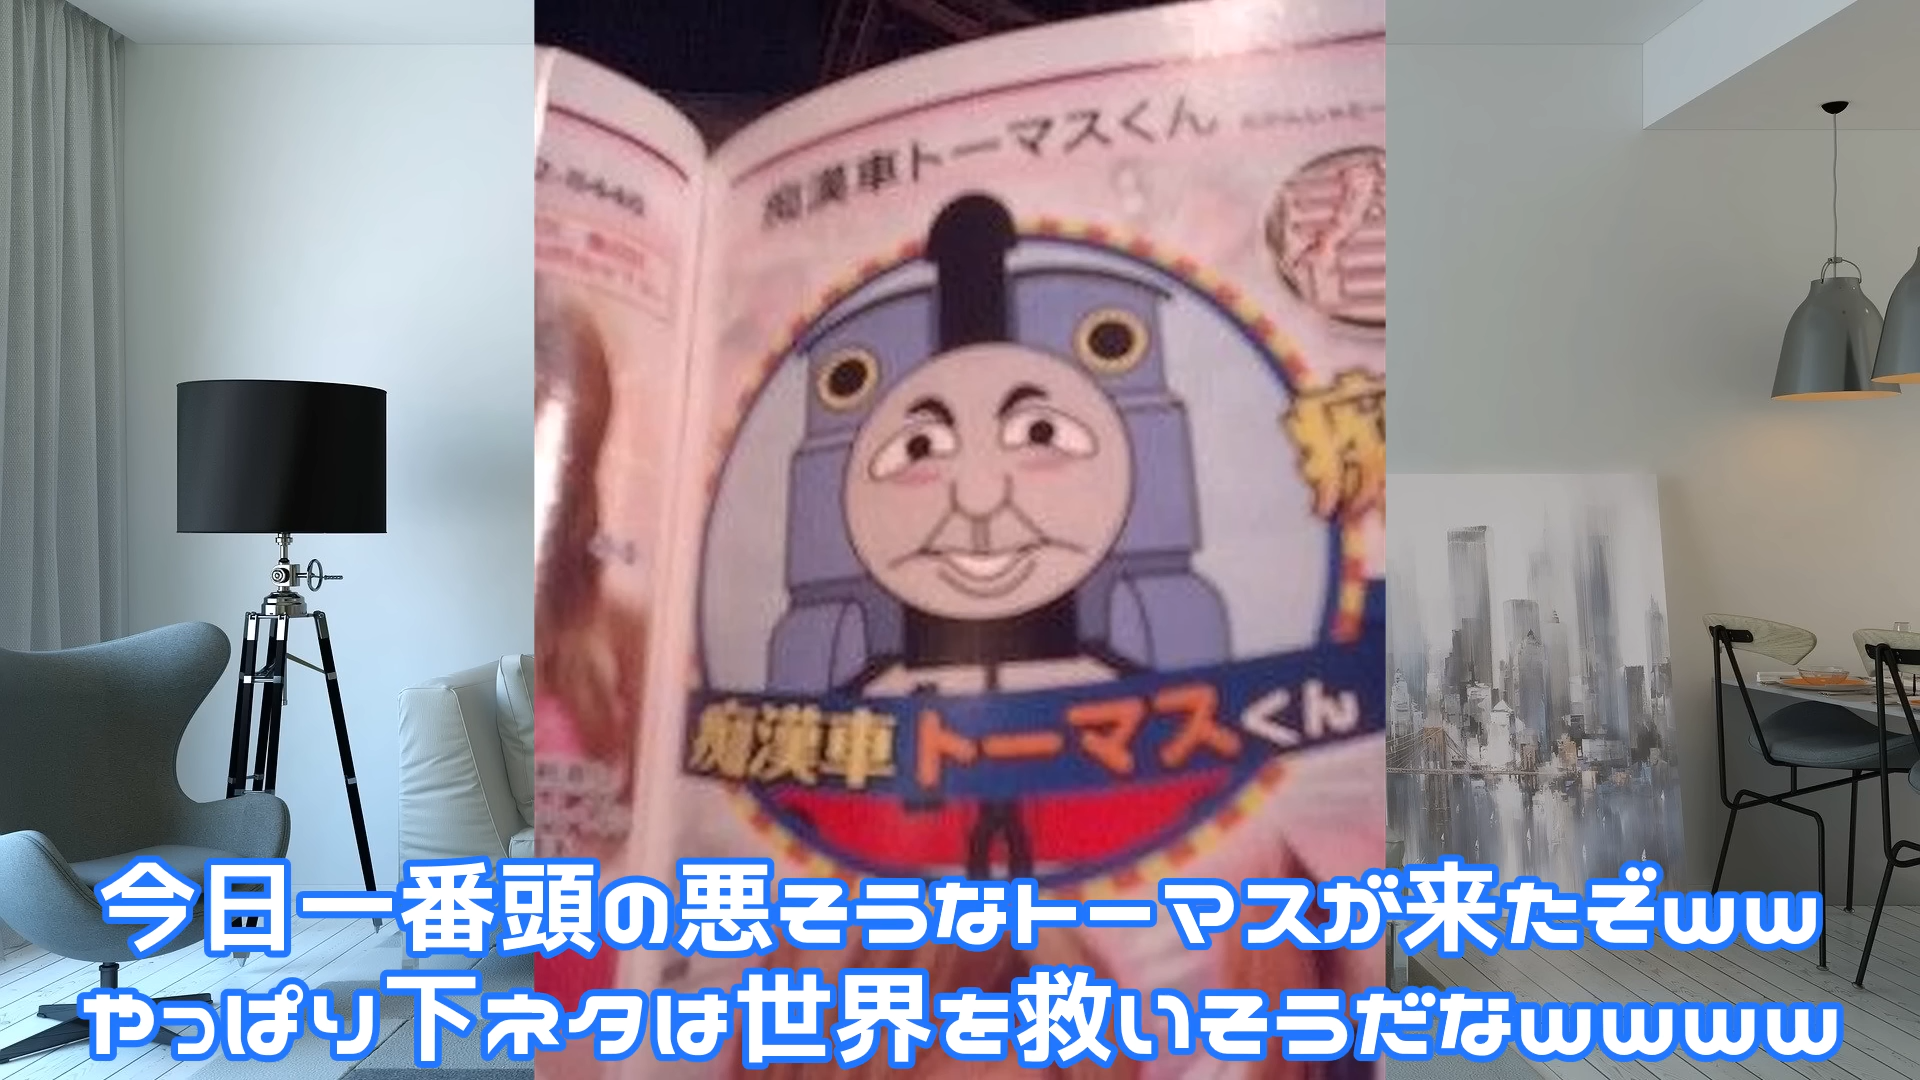 痴漢車トーマスくん
痴漢車トーマスくん
今日一番頭の悪そうなトーマスが来たぞww
やっぱり下ネタは世界を救いそうだなwwww